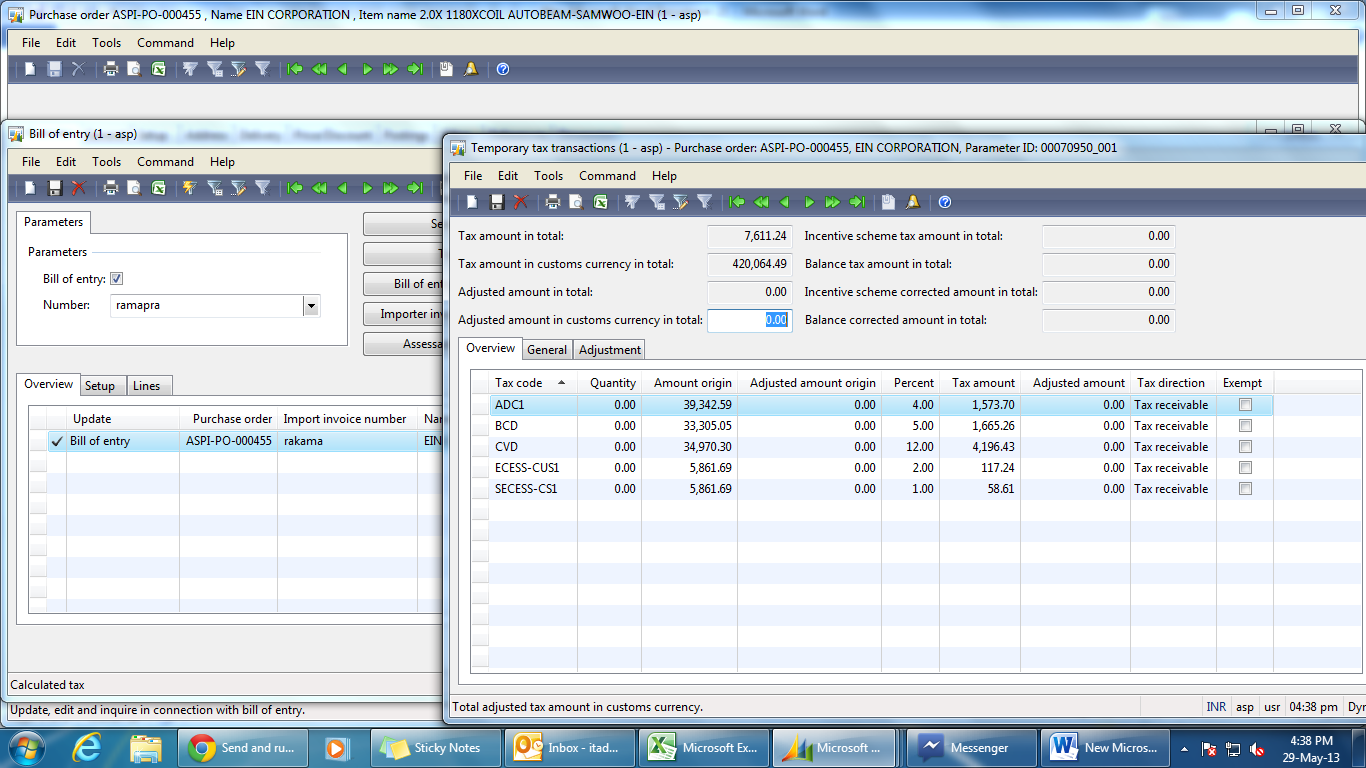 Purchase order ASPI-PO-000455 , Name EIN CORPORATION , Item name 2.0X 1180XCOIL AUTOBEAM-SAMWOO-EIN (1 - asp)
File Edit Tools Command Help
Bill of entry (1 - asp)
File Edit Tools Command Help
Parameters
Parameters
Bill of entry:
Number: ramapra
Se
T
Bill of ent
Importer inv
Assessa
Overview Setup Lines
Update Purchase order Import invoice number Na
Bill of entry ASPI-PO-000455 rakama EIN
Calculated tax
Update, edit and inquire in connection with bill of entry.
Temporary tax transactions (1 - asp) - Purchase order: ASPI-PO-000455, EIN CORPORATION, Parameter ID: 00070950_001
File Edit Tools Command Help
Tax amount in total: 7,611.24 Incentive scheme tax amount in total: 0.00
Tax amount in customs currency in total: 420,064.49 Balance tax amount in total: 0.00
Adjusted amount in total: 0.00 Incentive scheme corrected amount in total: 0.00
Adjusted amount in customs currency in total: 0.00 Balance corrected amount in total: 0.00
Overview General Adjustment
Tax code Quantity Amount origin Adjusted amount origin Percent Tax amount Adjusted amount Tax direction Exempt
ADC1 0.00 39,342.59 0.00 4.00 1,573.70 0.00 Tax receivable
BCD 0.00 33,305.05 0.00 5.00 1,665.26 0.00 Tax receivable
CVD 0.00 34,970.30 0.00 12.00 4,196.43 0.00 Tax receivable
ECESS-CUS1 0.00 5,861.69 0.00 2.00 117.24 0.00 Tax receivable
SECESS-CS1 0.00 5,861.69 0.00 1.00 58.61 0.00 Tax receivable
Total adjusted tax amount in customs currency. INR asp usr 04:38 pm Dyn
Send and ru... Sticky Notes Inbox - itad... Microsoft Ex... Microsoft ... Messenger New Micros... 4:38 PM
29-May-13